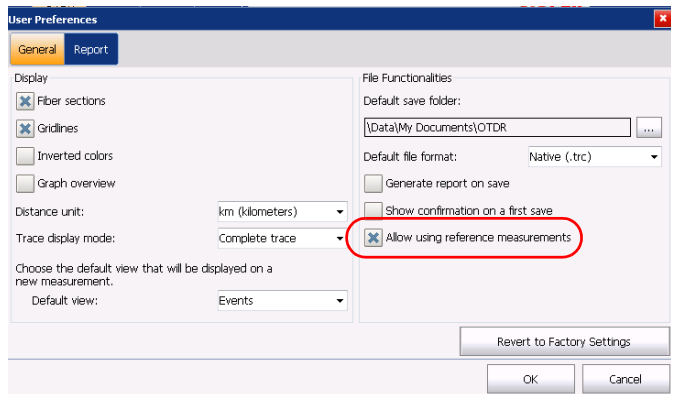 User Preferences
General Report
Display
Fiber sections
Gridlines
Inverted colors
Graph overview
Distance unit: km (kilometers)
Trace display mode: Complete trace
Choose the default view that will be displayed on a
new measurement.
Default view: Events
File Functionalities
Default save folder:
\Data\My Documents\OTDR ...
Default file format: Native (.trc)
Generate report on save
Show confirmation on a first save
Allow using reference measurements
Revert to Factory Settings
OK Cancel